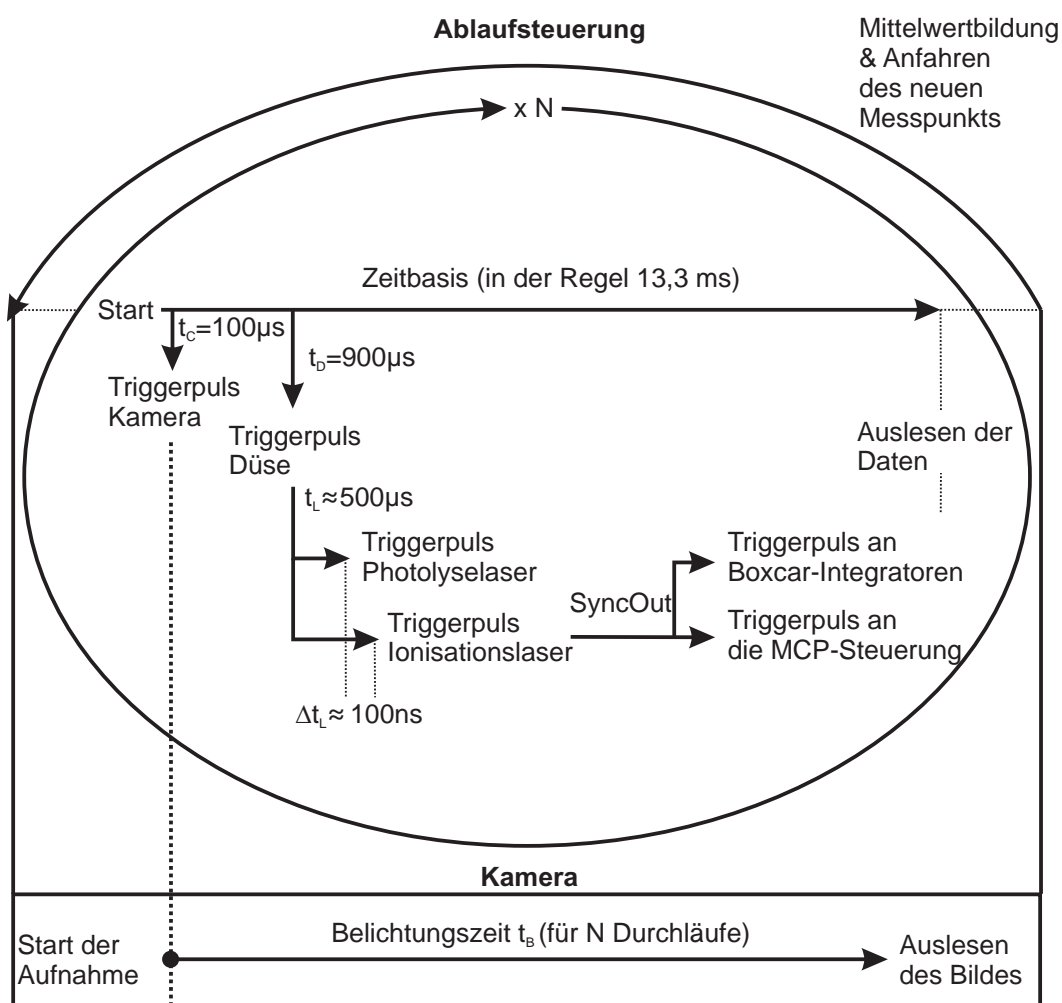 Ablaufsteuerung
Mittelwertbildung
& Anfahren
des neuen
Messpunkts
x N
Zeitbasis (in der Regel 13,3 ms)
Start
t_C=100µs
t_D=900µs
Triggerpuls
Kamera
Triggerpuls
Düse
Auslesen der
Daten
t_L≈500µs
Triggerpuls
Photolyselaser
Triggerpuls an
Boxcar-Integratoren
SyncOut
Triggerpuls
Ionisationslaser
Triggerpuls an
die MCP-Steuerung
Δt_L≈ 100ns
Kamera
Start der
Aufnahme
Belichtungszeit t_B (für N Durchläufe)
Auslesen
des Bildes